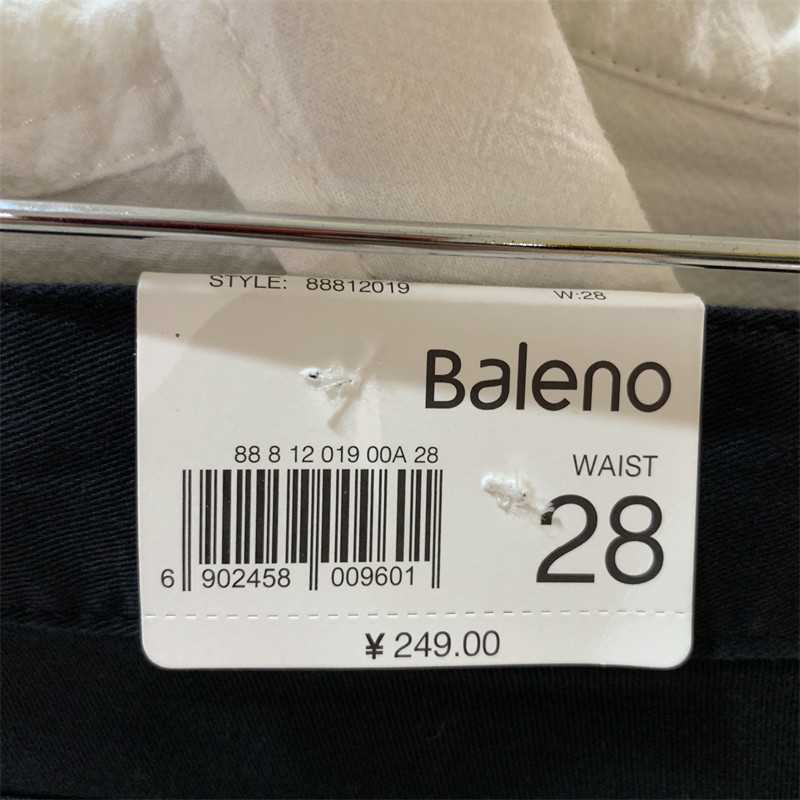 STYLE: 88812019 W:28
Baleno
88 8 12 019 00A 28
WAIST
28
6 902458 009601
¥ 249.00